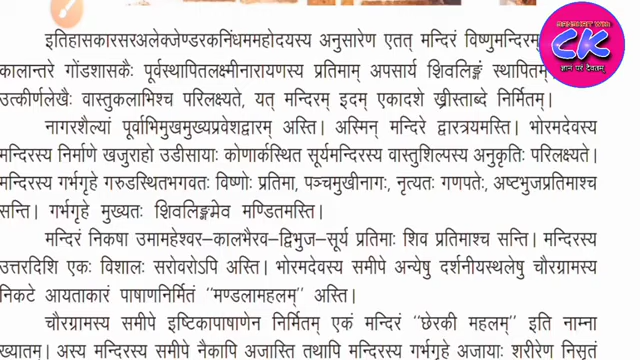 SANSKRIT WIN
CK
ज्ञान परं दैवतम्
इतिहासकारसरअलेक्जेण्डरकनिंधममहोदयस्य अनुसारेण एतत् मन्दिरं विष्णुमन्दिरम्
कालान्तरे गोंडशासकैः पूर्वस्थापितलक्ष्मीनारायणस्य प्रतिमाम् अपसार्य शिवलिङ्गं स्थापितम्
उत्कीर्णलेखैः वास्तुकलाभिश्च परिलक्ष्यते, यत् मन्दिरम् इदम् एकादश ख्रीस्ताब्दे निर्मितम्।
नागरशैल्यां पूर्वाभिमुखमुख्यप्रवेशद्वारम् अस्ति। अस्मिन् मन्दिरे द्वारत्रयमस्ति। भोरमदेवस्य
मन्दिरस्य निर्माणे खजुराहो उडीसायाः कोणार्कस्थित सूर्यमन्दिरस्य वास्तुशिल्पस्य अनुकृतिः परिलक्ष्यते।
मन्दिरस्य गर्भगृहे गरुडस्थितभगवतः विष्णोः प्रतिमा, पञ्चमुखीनागः, नृत्यतः गणपतेः, अष्टभुजप्रतिमाश्च
सन्ति। गर्भगृहे मुख्यतः शिवलिङ्गमेव मण्डितमस्ति।
मन्दिरं निकषा उमामहेश्वर–कालभैरव–द्विभुज–सूर्य प्रतिमाः शिव प्रतिमाश्च सन्ति। मन्दिरस्य
उत्तरदिशि एकः विशालः सरोवरोऽपि अस्ति। भोरमदेवस्य समीपे अन्येषु दर्शनीयस्थलेषु चौरग्रामस्य
निकटे आयताकारं पाषाणनिर्मितं "मण्डलामहलम्" अस्ति।
चौरग्रामस्य समीपे इष्टिकापाषाणेन निर्मितम् एकं मन्दिरं "छेरकी महलम्" इति नाम्ना
ख्यातम्। अस्य मन्दिरस्य समीपे नैकापि अजास्ति तथापि मन्दिरस्य गर्भगृहे अजायाः शरीरेण निसृतं